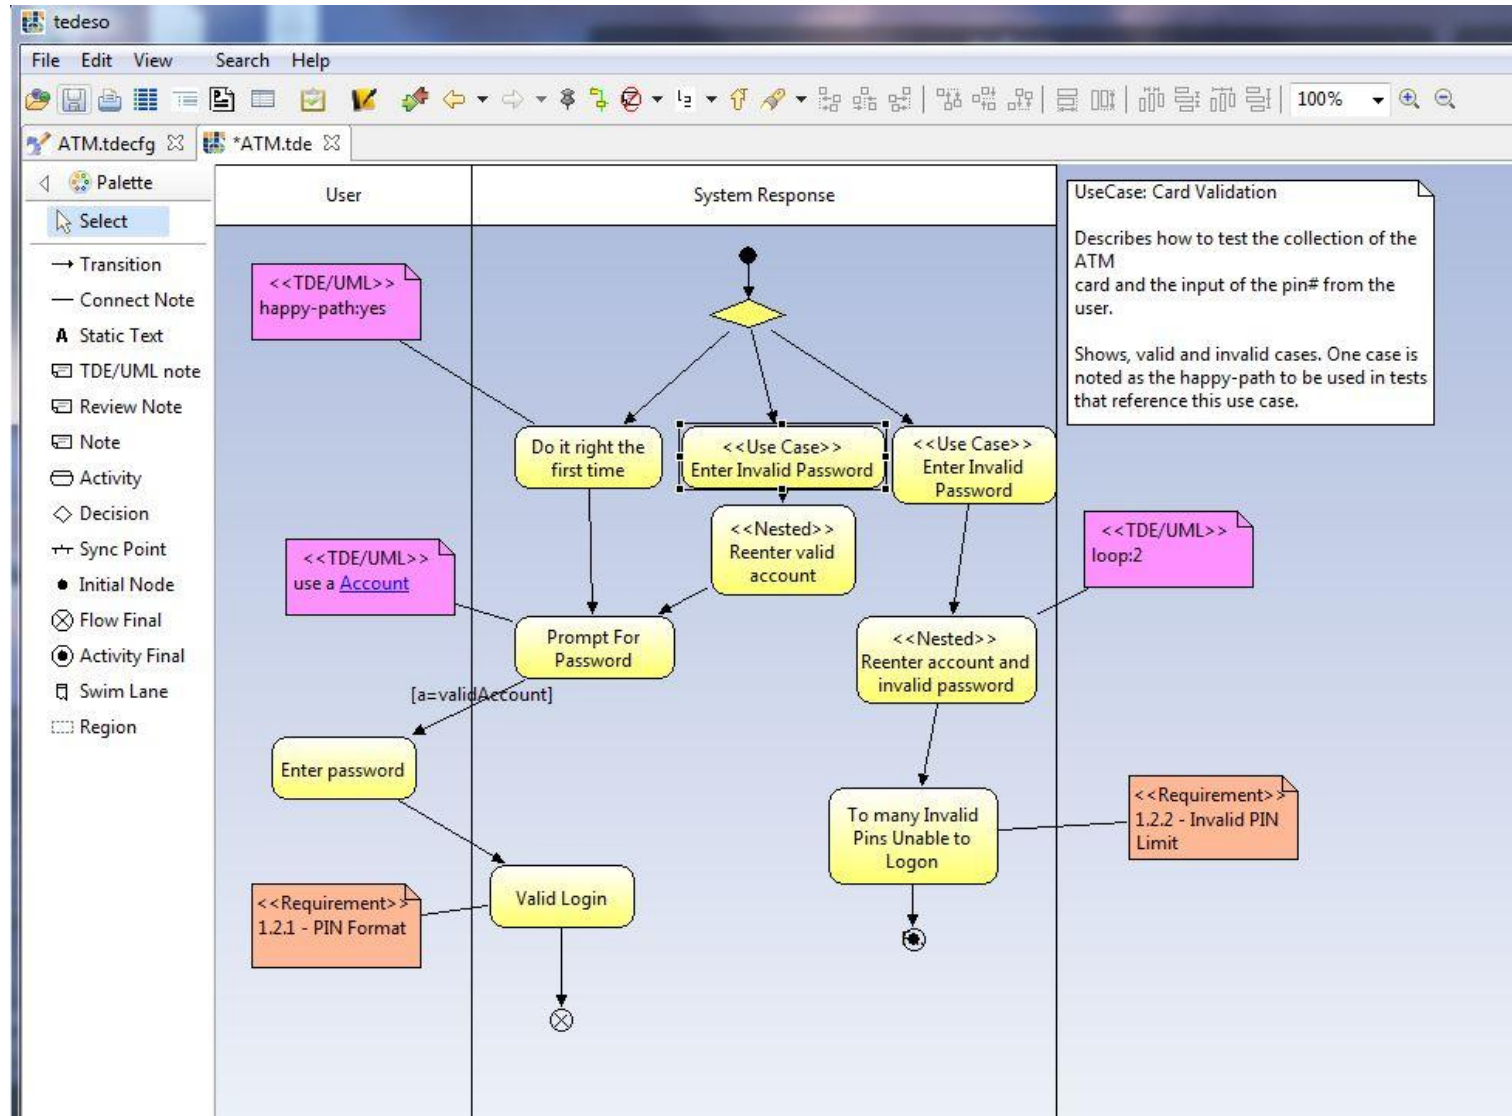 tedeso
File Edit View Search Help
100%
ATM.tdecfg *ATM.tde
Palette
Select
Transition
Connect Note
Static Text
TDE/UML note
Review Note
Note
Activity
Decision
Sync Point
Initial Node
Flow Final
Activity Final
Swim Lane
Region
User
System Response
UseCase: Card Validation
Describes how to test the collection of the
ATM
card and the input of the pin# from the
user.
Shows, valid and invalid cases. One case is
noted as the happy-path to be used in tests
that reference this use case.
<<TDE/UML>>
happy-path:yes
Do it right the
first time
<<Use Case>>
Enter Invalid Password
<<Use Case>>
Enter Invalid
Password
<<Nested>>
Reenter valid
account
<<TDE/UML>>
loop:2
<<TDE/UML>>
use a Account
Prompt For
Password
<<Nested>>
Reenter account and
invalid password
[a=validAccount]
Enter password
To many Invalid
Pins Unable to
Logon
<<Requirement>>
1.2.2 - Invalid PIN
Limit
Valid Login
<<Requirement>>
1.2.1 - PIN Format